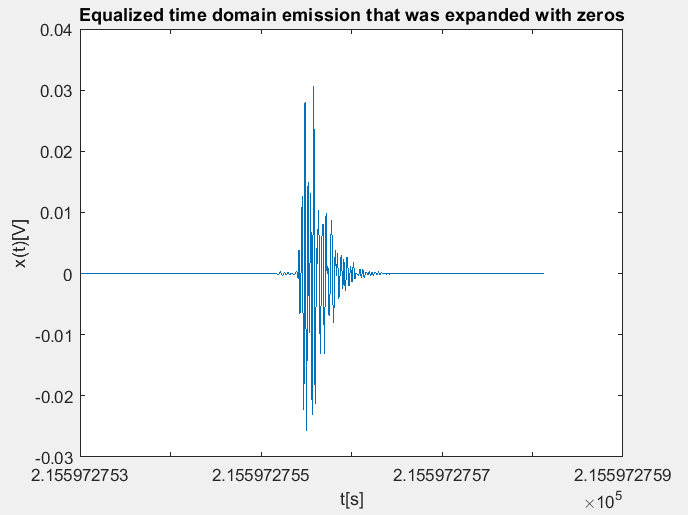 Equalized time domain emission that was expanded with zeros
0.04
0.03
0.02
0.01
0
-0.01
-0.02
-0.03
x(t)[V]
2.155972753 2.155972755 2.155972757 2.155972759
t[s]
×10^5